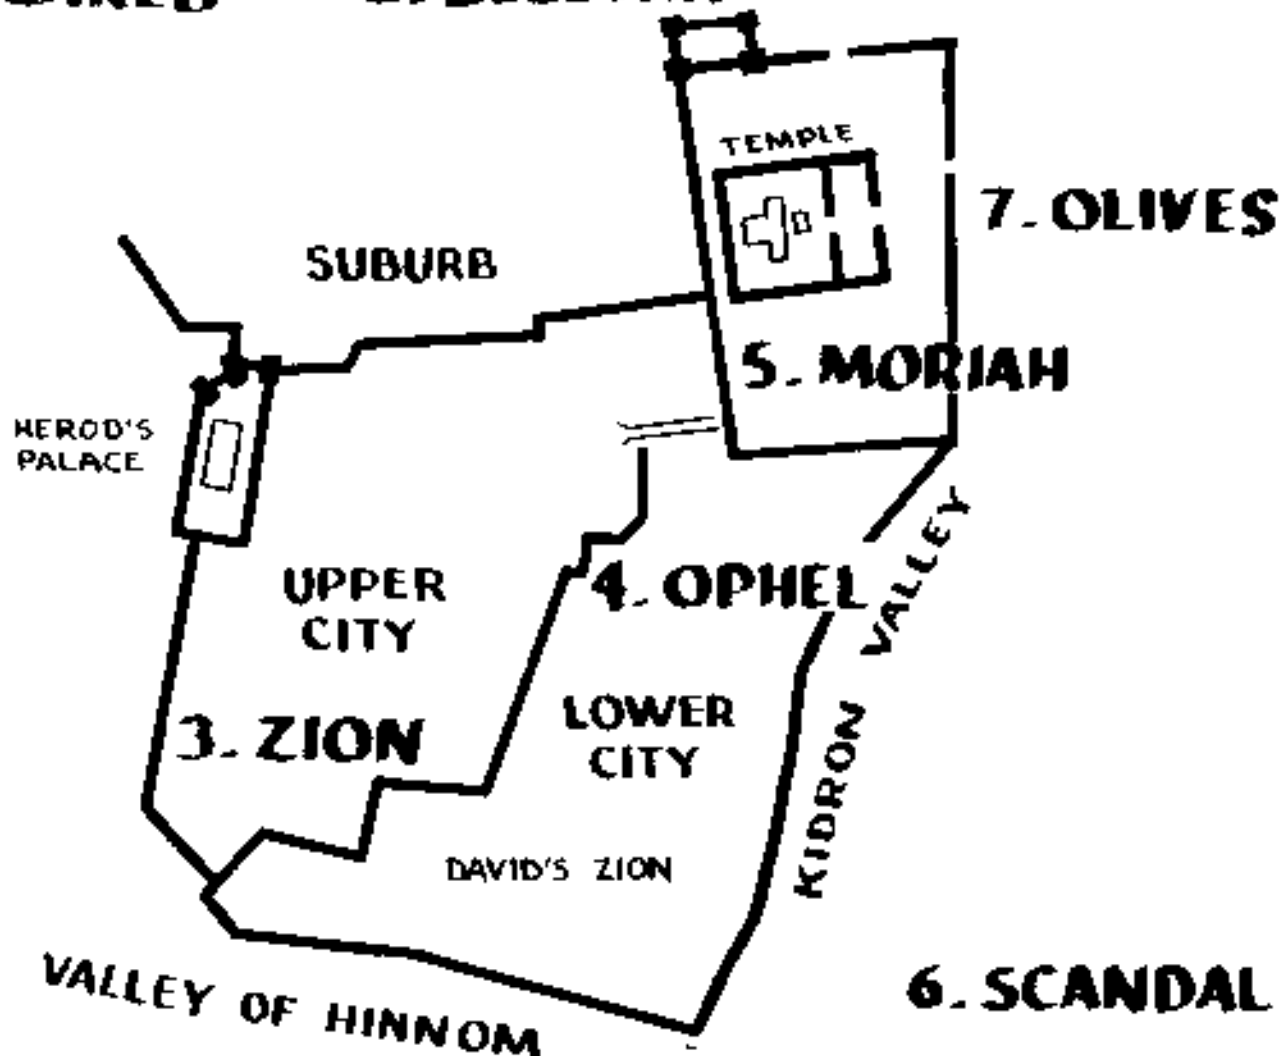 TEMPLE
7. OLIVES
SUBURB
5. MORIAH
HEROD'S
PALACE
UPPER
CITY
4. OPHEL
KIDRON VALLEY
3. ZION
LOWER
CITY
DAVID'S ZION
VALLEY OF HINNOM
6. SCANDAL